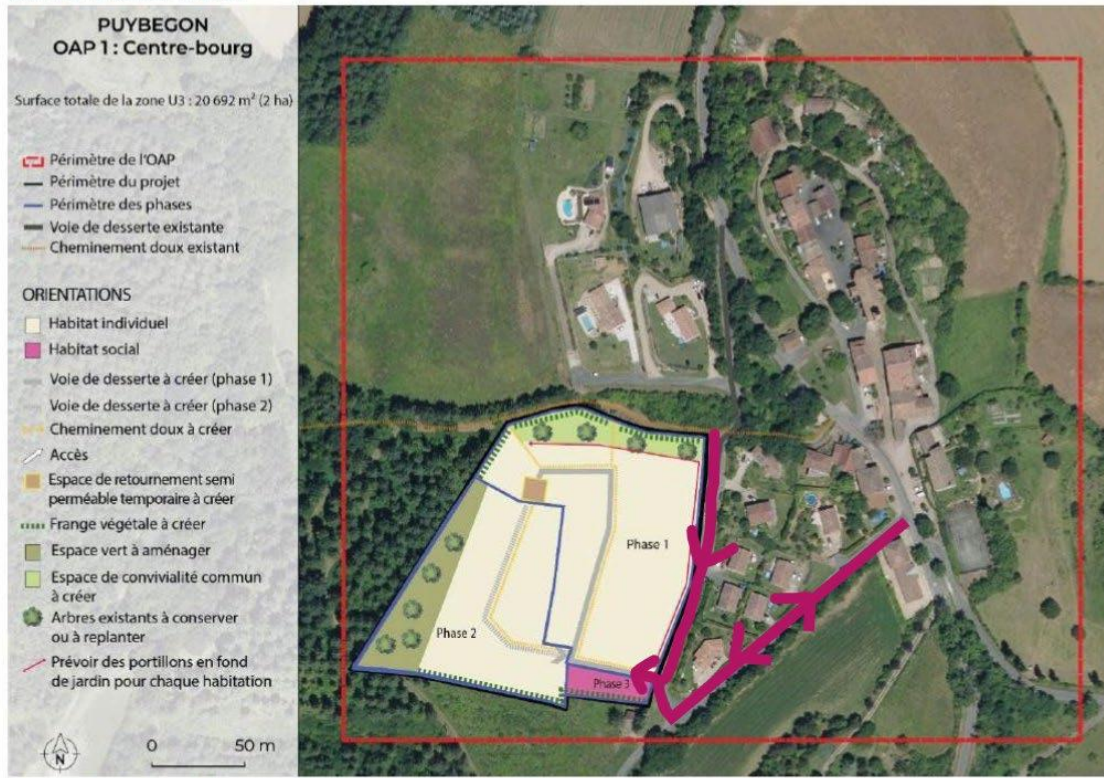 PUYBEGON
OAP 1 : Centre-bourg
Surface totale de la zone U3 : 20 692 m² (2 ha)
Périmètre de l'OAP
Périmètre du projet
Périmètre des phases
Voie de desserte existante
Cheminement doux existant
ORIENTATIONS
Habitat individuel
Habitat social
Voie de desserte à créer (phase 1)
Voie de desserte à créer (phase 2)
Cheminement doux à créer
Accès
Espace de retournement semi
perméable temporaire à créer
Frange végétale à créer
Espace vert à aménager
Espace de convivialité commun
à créer
Arbres existants à conserver
ou à replanter
Prévoir des portillons en fond
de jardin pour chaque habitation
N
0 50 m
Phase 1
Phase 2
Phase 3